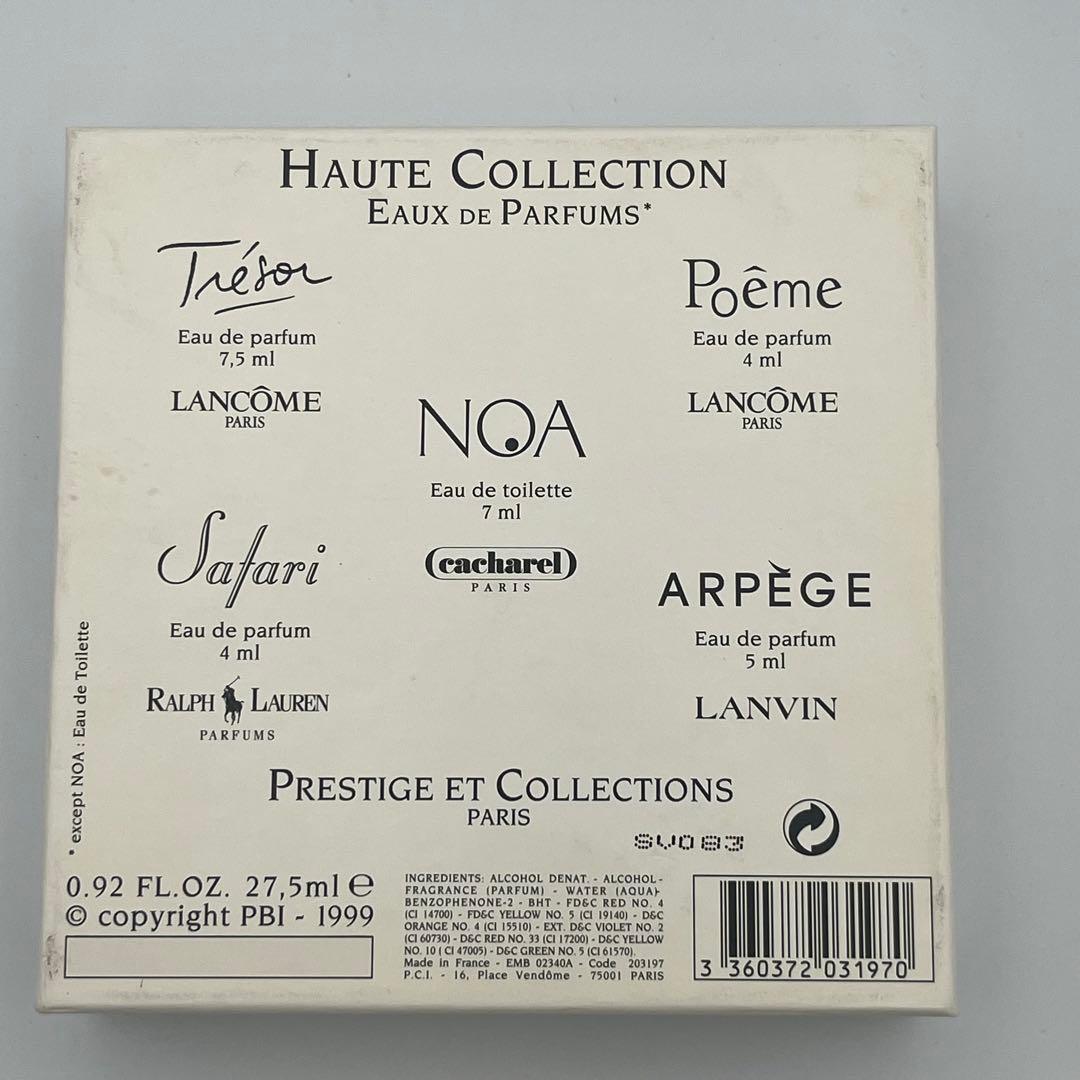 HAUTE COLLECTION
EAUX DE PARFUMS*
Trésor
Eau de parfum
7,5 ml
LANCÔME
PARIS
Poême
Eau de parfum
4 ml
LANCÔME
PARIS
NOA
Eau de toilette
7 ml
cacharel
PARIS
Safari
Eau de parfum
4 ml
RALPH LAUREN
PARFUMS
ARPÈGE
Eau de parfum
5 ml
LANVIN
* except NOA : Eau de Toilette
PRESTIGE ET COLLECTIONS
PARIS
SV083
0.92 FL.OZ. 27,5ml e
© copyright PBI - 1999
INGREDIENTS: ALCOHOL DENAT. - ALCOHOL -
FRAGRANCE (PARFUM) - WATER (AQUA)-
BENZOPHENONE-2 - BHT - FD&C RED NO. 4
(CI 14700) - FD&C YELLOW NO. 5 (CI 19140) - D&C
ORANGE NO. 4 (CI 15510) - EXT. D&C VIOLET NO. 2
(CI 60730) - D&C RED NO. 33 (CI 17200) - D&C YELLOW
NO. 10 ( CI 47005) - D&C GREEN NO. 5 (CI 61570).
Made in France - EMB 02340A - Code 203197
P.C.I. - 16, Place Vendôme - 75001 PARIS
3 360372 031970